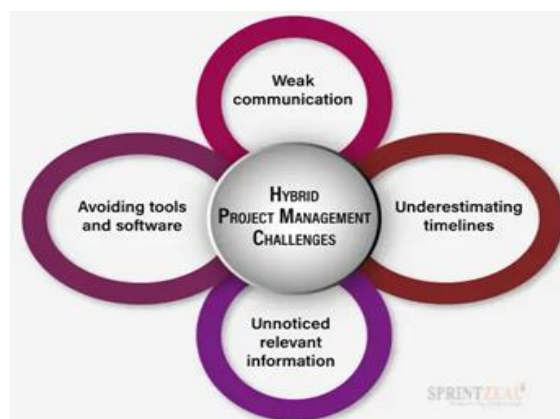 Weak
communication
Avoiding tools
and software
HYBRID
PROJECT MANAGEMENT
CHALLENGES
Underestimating
timelines
Unnoticed
relevant
information
SPRINTZEAL